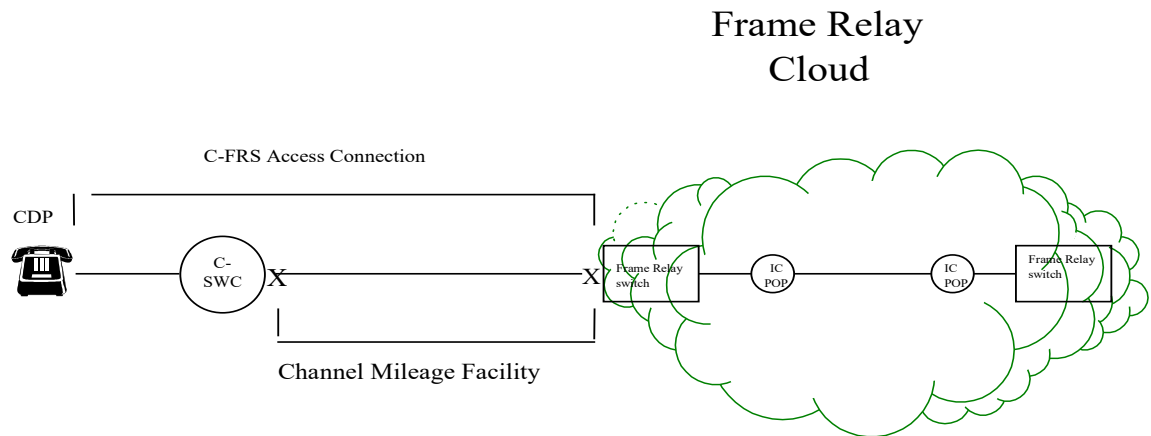 Frame Relay
Cloud
C-FRS Access Connection
CDP
C-
SWC
X
X
Frame Relay
switch
IC
POP
IC
POP
Frame Relay
switch
Channel Mileage Facility